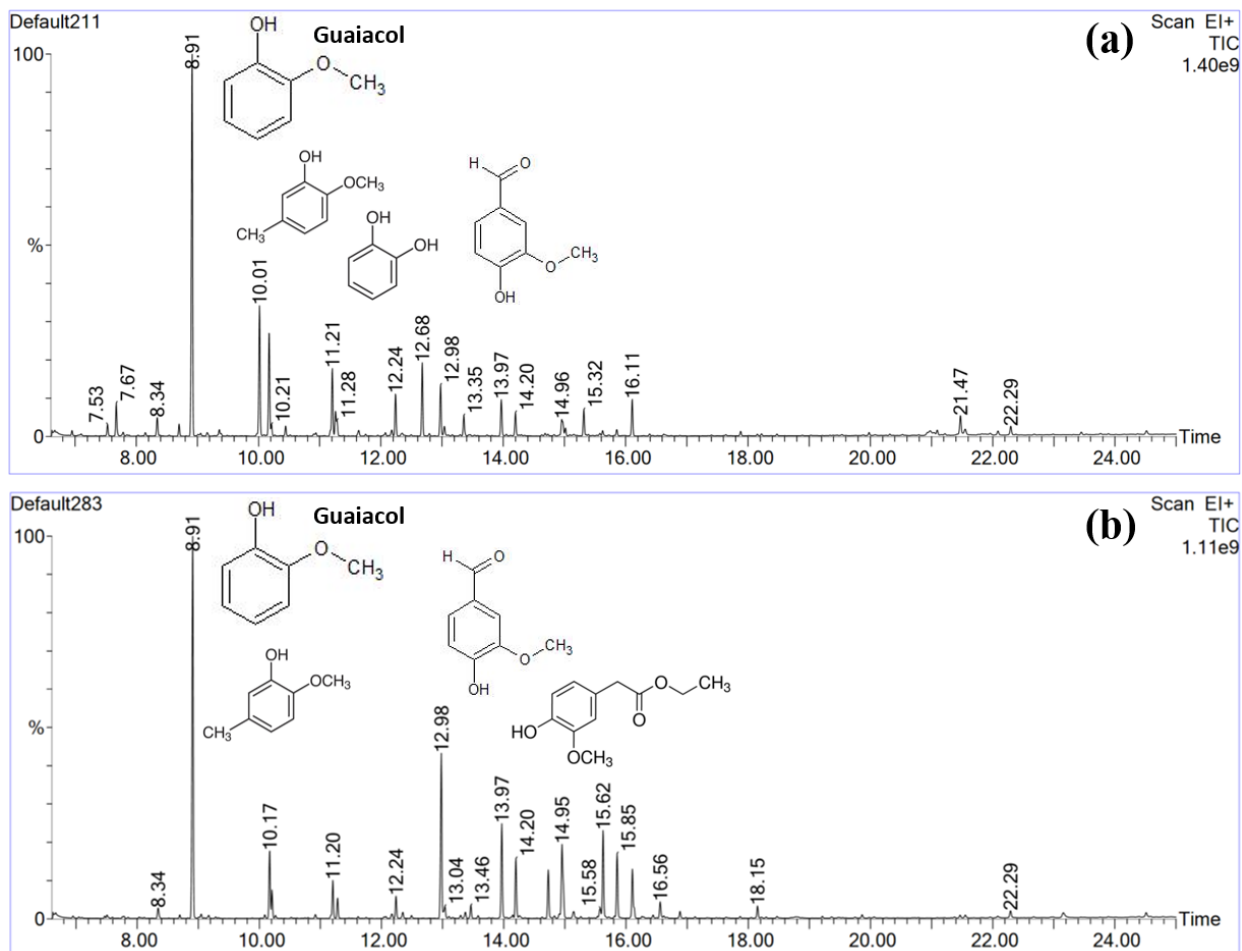 Default211
(a)
Scan EI+
TIC
1.40e9
100
%
0
8.91
OH
Guaiacol
O
CH₃
OH
OCH₃
CH₃
OH
OH
H
O
O
CH₃
OH
7.53
7.67
8.34
10.01
10.21
11.21
11.28
12.24
12.68
12.98
13.35
13.97
14.20
14.96
15.32
16.11
21.47
22.29
Time
8.00 10.00 12.00 14.00 16.00 18.00 20.00 22.00 24.00
Default283
(b)
Scan EI+
TIC
1.11e9
100
%
0
8.91
OH
Guaiacol
O
CH₃
OH
OCH₃
CH₃
H
O
O
CH₃
OH
O
CH₃
O
HO
OCH₃
8.34
10.17
11.20
12.24
12.98
13.04
13.46
13.97
14.20
14.95
15.58
15.62
15.85
16.56
18.15
22.29
Time
8.00 10.00 12.00 14.00 16.00 18.00 20.00 22.00 24.00